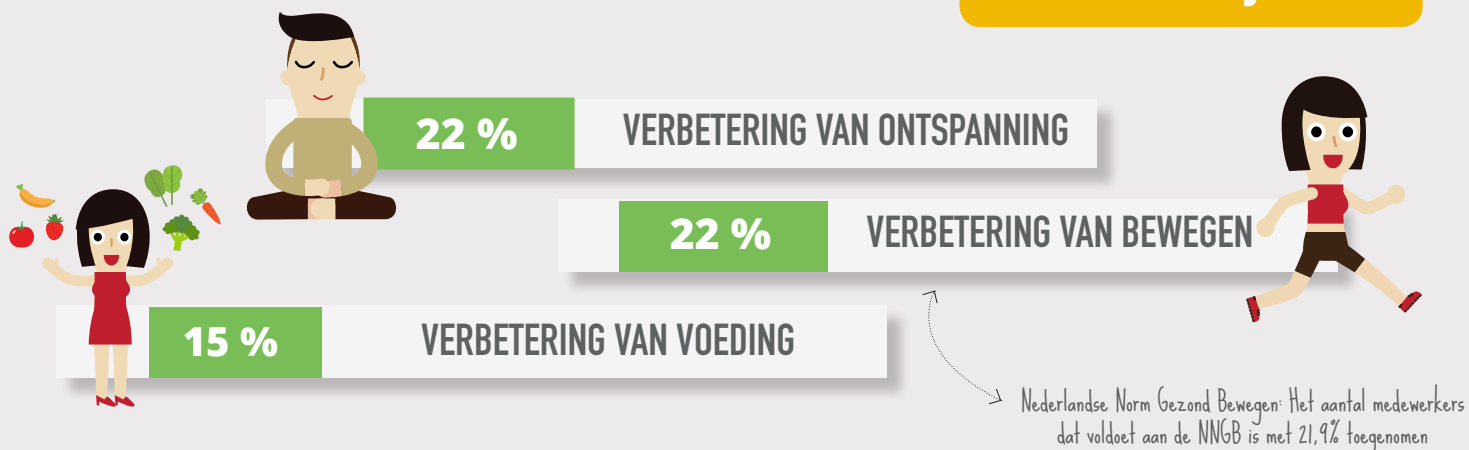 22 %
VERBETERING VAN ONTSPANNING
22 %
VERBETERING VAN BEWEGEN
15 %
VERBETERING VAN VOEDING
Nederlandse Norm Gezond Bewegen: Het aantal medewerkers
dat voldoet aan de NNGB is met 21,9% toegenomen